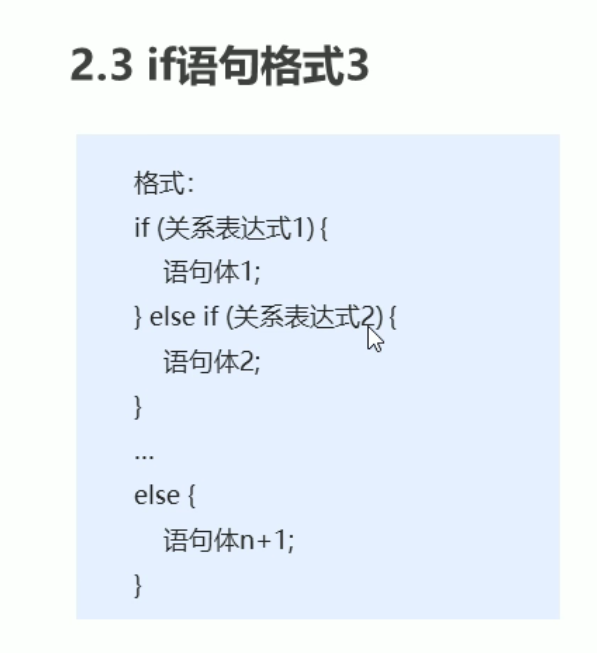 2.3 if语句格式3
格式：
if (关系表达式1) {
语句体1;
} else if (关系表达式2) {
语句体2;
}
...
else {
语句体n+1;
}